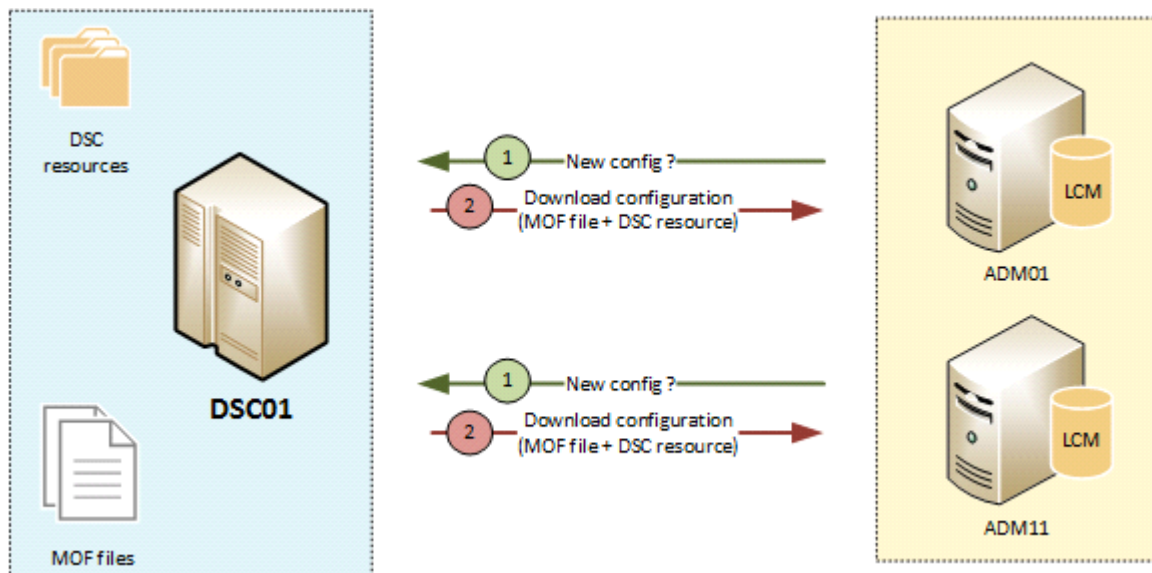 DSC
resources
DSC01
MOF files
1
New config ?
2
Download configuration
(MOF file + DSC resource)
1
New config ?
2
Download configuration
(MOF file + DSC resource)
LCM
ADM01
LCM
ADM11